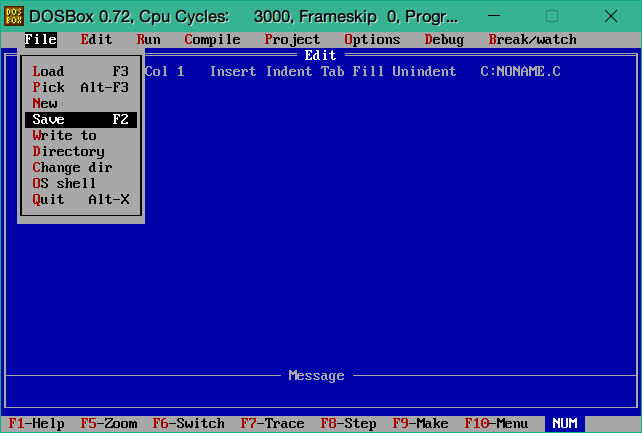 DOS BOX DOSBox 0.72, Cpu Cycles: 3000, Frameskip 0, Progr...
File Edit Run Compile Project Options Debug Break/watch
Edit
Col 1 Insert Indent Tab Fill Unindent C:NONAME.C
Load F3
Pick Alt-F3
New
Save F2
Write to
Directory
Change dir
OS shell
Quit Alt-X
Message
F1-Help F5-Zoom F6-Switch F7-Trace F8-Step F9-Make F10-Menu NUM